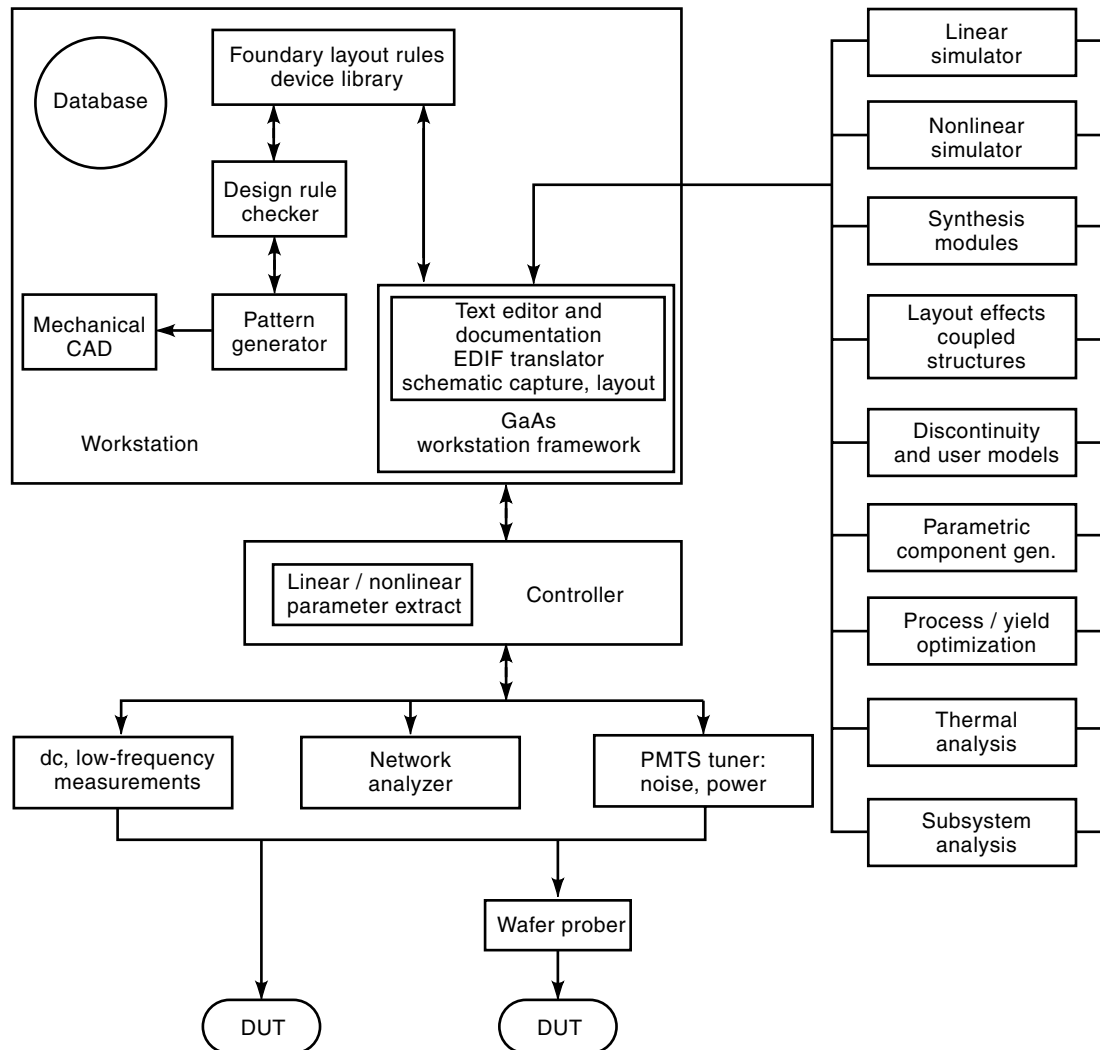 Foundary layout rules
device library
Database
Design rule
checker
Mechanical
CAD
Pattern
generator
Text editor and
documentation
EDIF translator
schematic capture, layout
GaAs
workstation framework
Workstation
Linear / nonlinear
parameter extract
Controller
dc, low-frequency
measurements
Network
analyzer
PMTS tuner:
noise, power
Wafer prober
DUT
DUT
Linear
simulator
Nonlinear
simulator
Synthesis
modules
Layout effects
coupled
structures
Discontinuity
and user models
Parametric
component gen.
Process / yield
optimization
Thermal
analysis
Subsystem
analysis